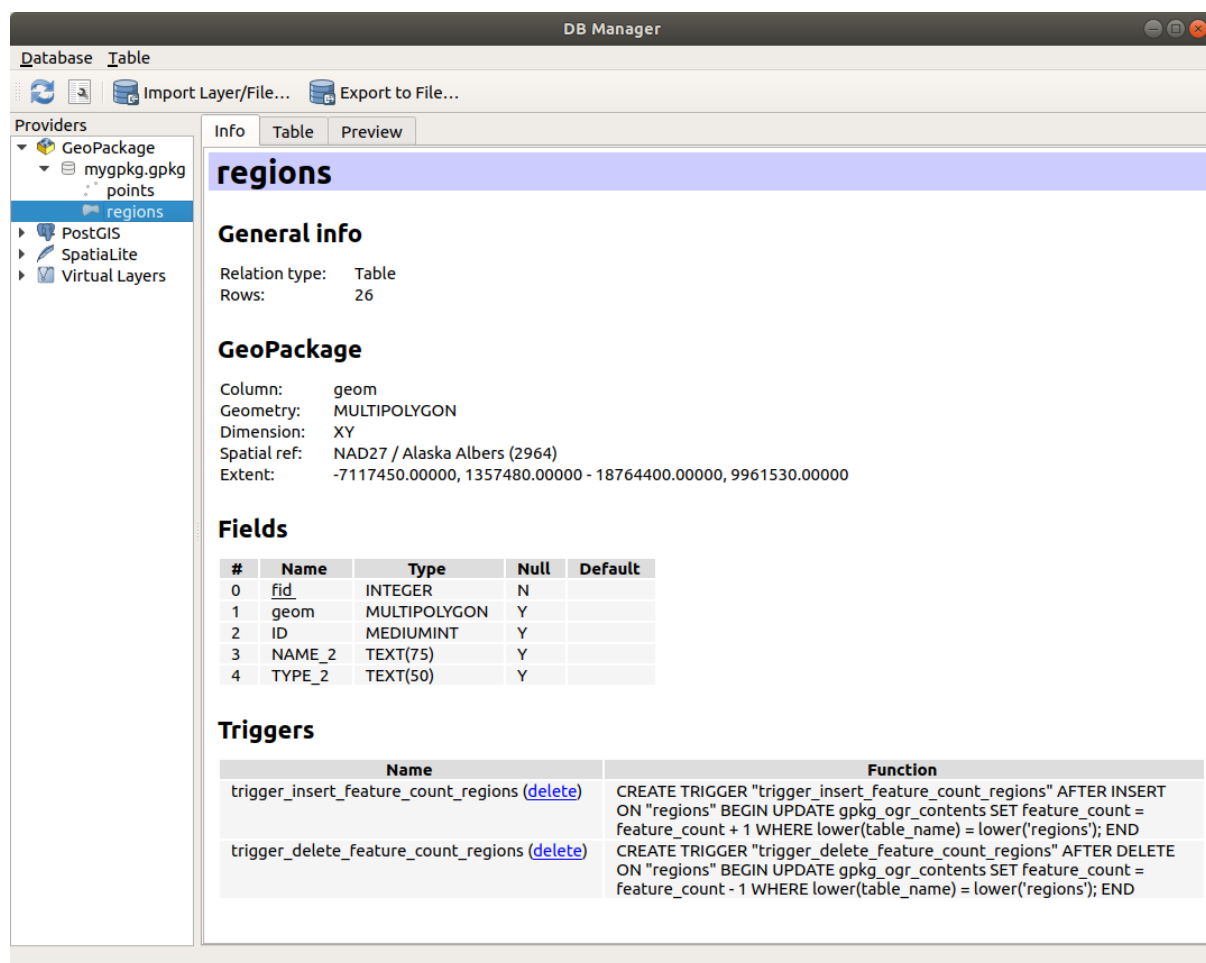 DB Manager
Database Table
Import Layer/File... Export to File...
Providers
GeoPackage
mygpkg.gpkg
points
regions
PostGIS
SpatiaLite
Virtual Layers
Info Table Preview
regions
General info
Relation type: Table
Rows: 26
GeoPackage
Column: geom
Geometry: MULTIPOLYGON
Dimension: XY
Spatial ref: NAD27 / Alaska Albers (2964)
Extent: -7117450.00000, 1357480.00000 - 18764400.00000, 9961530.00000
Fields
# Name Type Null Default
0 fid INTEGER N
1 geom MULTIPOLYGON Y
2 ID MEDIUMINT Y
3 NAME_2 TEXT(75) Y
4 TYPE_2 TEXT(50) Y
Triggers
Name Function
trigger_insert_feature_count_regions (delete) CREATE TRIGGER "trigger_insert_feature_count_regions" AFTER INSERT
ON "regions" BEGIN UPDATE gpkg_ogr_contents SET feature_count =
feature_count + 1 WHERE lower(table_name) = lower('regions'); END
trigger_delete_feature_count_regions (delete) CREATE TRIGGER "trigger_delete_feature_count_regions" AFTER DELETE
ON "regions" BEGIN UPDATE gpkg_ogr_contents SET feature_count =
feature_count - 1 WHERE lower(table_name) = lower('regions'); END